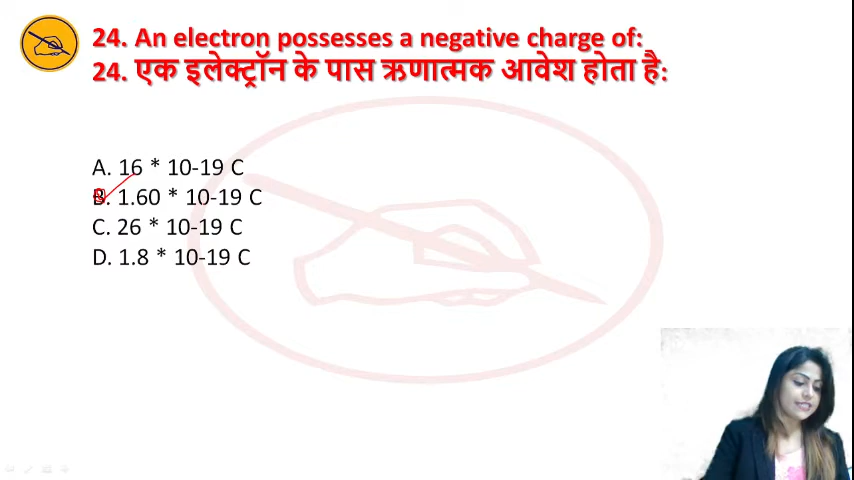 24. An electron possesses a negative charge of:
24. एक इलेक्ट्रॉन के पास ऋणात्मक आवेश होता है:
A. 16 * 10-19 C
B. 1.60 * 10-19 C
C. 26 * 10-19 C
D. 1.8 * 10-19 C